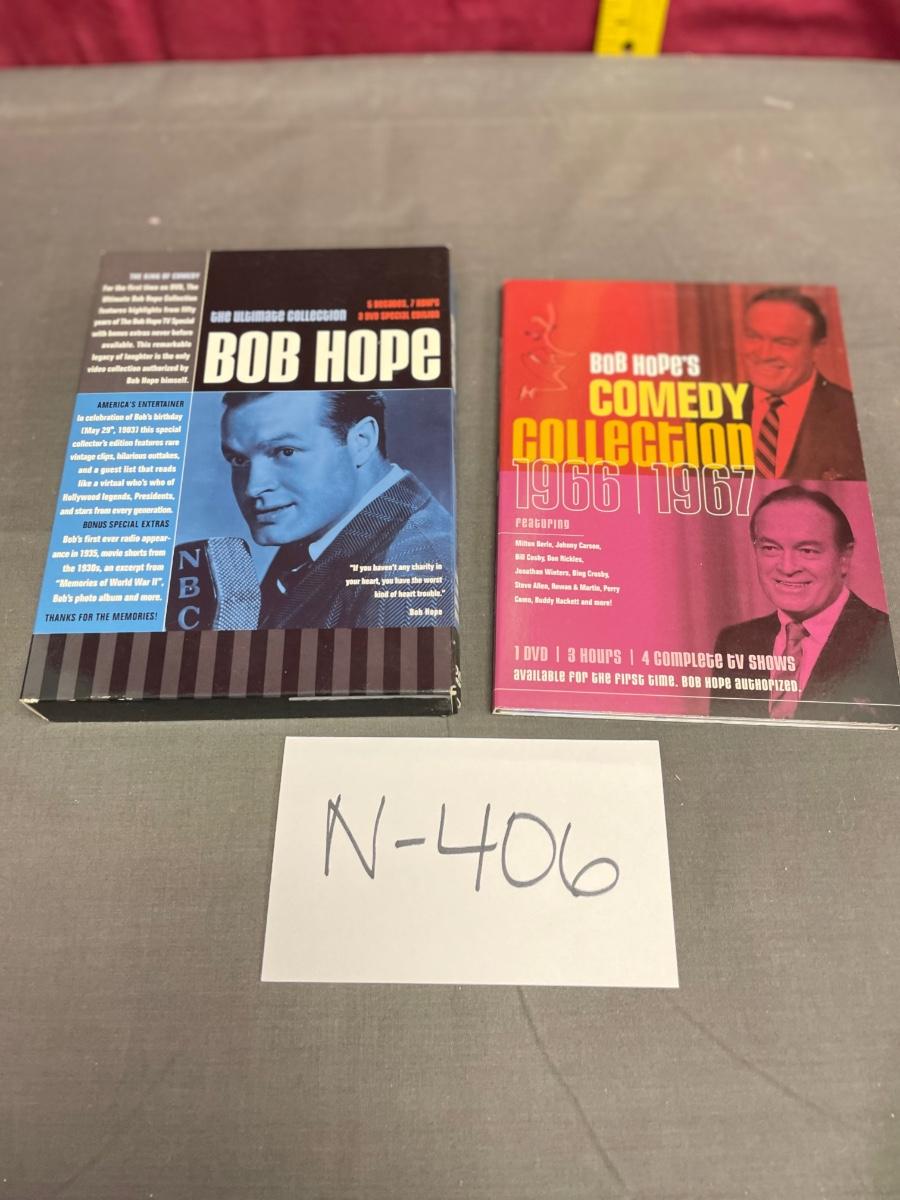 THE KING OF COMEDY
For the first time on DVD, The
Ultimate Bob Hope Collection
features highlights from fifty
years of The Bob Hope TV Special
with bonus extras never before
available. This remarkable
legacy of laughter is the only
video collection authorized by
Bob Hope himself.
5 Decades, 7 Hours
3 DVD Special Edition
The Ultimate Collection
BOB HOPE
AMERICA'S ENTERTAINER
In celebration of Bob's birthday
(May 29th, 1903) this special
collector's edition features rare
vintage clips, hilarious outtakes,
and a guest list that reads
like a virtual who's who of
Hollywood legends, Presidents,
and stars from every generation.
BONUS SPECIAL EXTRAS
Bob's first ever radio appear-
ance in 1935, movie shorts from
the 1930s, an excerpt from
"Memories of World War II",
Bob's photo album and more.
THANKS FOR THE MEMORIES!
NBC
"If you haven't any charity in
your heart, you have the worst
kind of heart trouble."
Bob Hope
BOB HOPE'S
COMEDY
COLLECTION
1966 | 1967
Featuring
Milton Berle, Johnny Carson,
Bill Cosby, Don Rickles,
Jonathan Winters, Bing Crosby,
Steve Allen, Rowan & Martin, Perry
Como, Buddy Hackett and more!
1 DVD | 3 HOURS | 4 COMPLETE TV SHOWS
AVAILABLE FOR THE FIRST TIME. BOB HOPE AUTHORIZED.
N-406